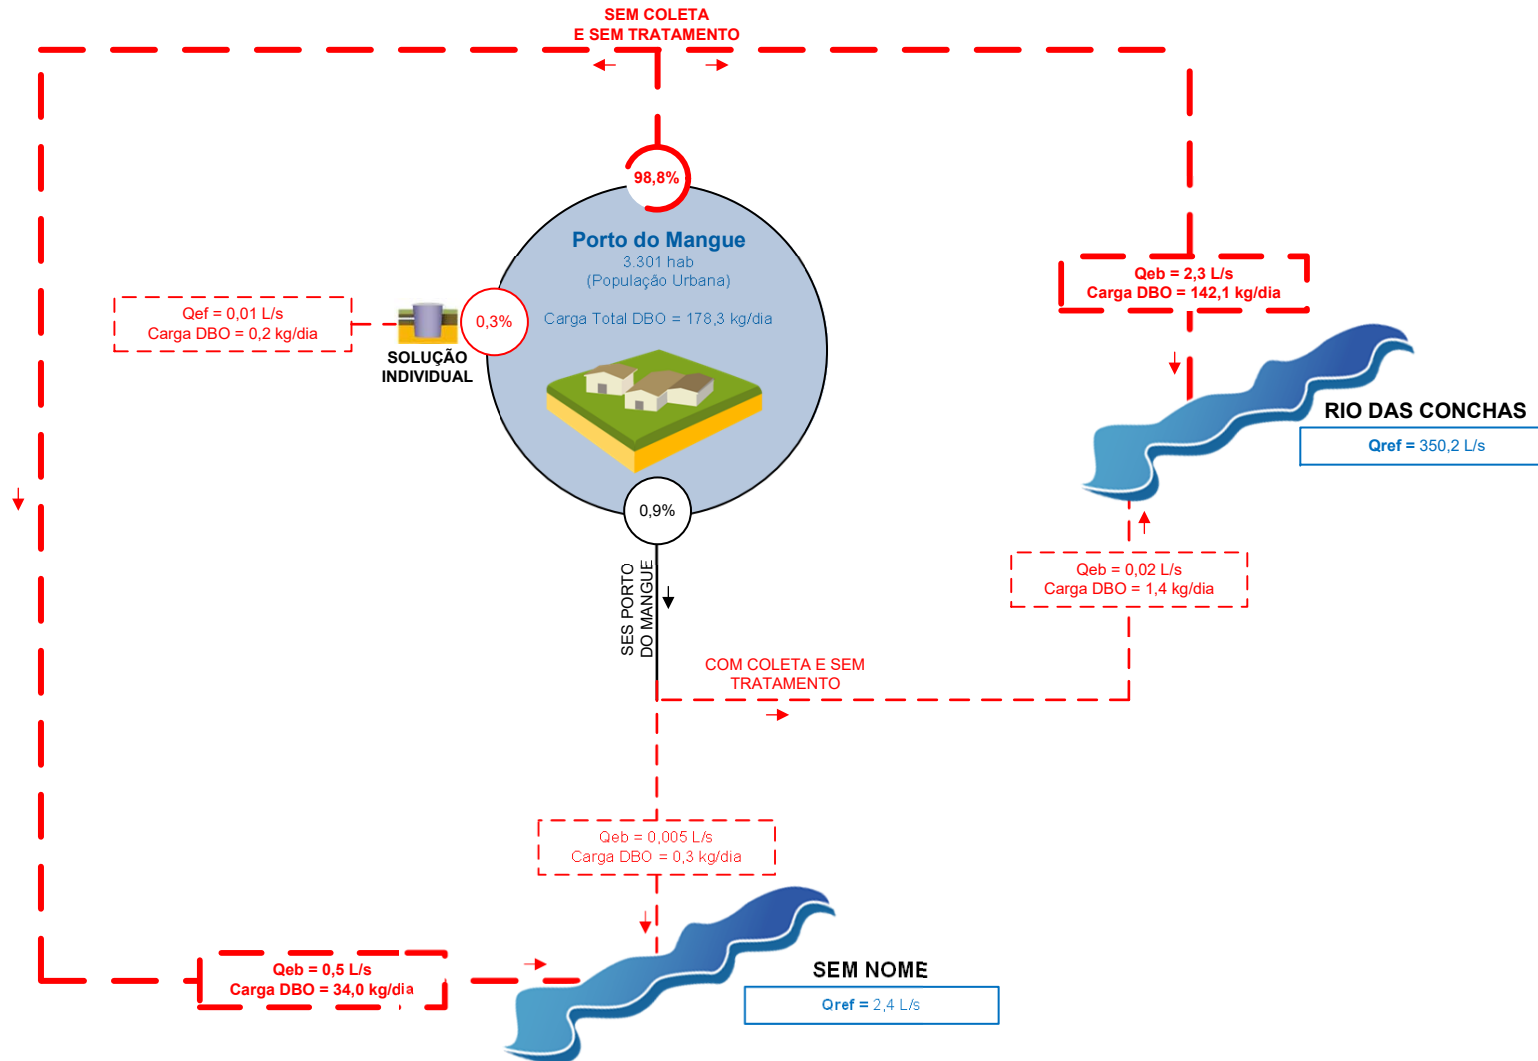 SEM COLETA
E SEM TRATAMENTO
98,8%
Porto do Mangue
3.301 hab
(População Urbana)
Carga Total DBO = 178,3 kg/dia
Qef = 0,01 L/s
Carga DBO = 0,2 kg/dia
0,3%
SOLUÇÃO
INDIVIDUAL
Qeb = 2,3 L/s
Carga DBO = 142,1 kg/dia
RIO DAS CONCHAS
Qref = 350,2 L/s
0,9%
SES PORTO
DO MANGUE
Qeb = 0,02 L/s
Carga DBO = 1,4 kg/dia
COM COLETA E SEM
TRATAMENTO
Qeb = 0,005 L/s
Carga DBO = 0,3 kg/dia
Qeb = 0,5 L/s
Carga DBO = 34,0 kg/dia
SEM NOME
Qref = 2,4 L/s